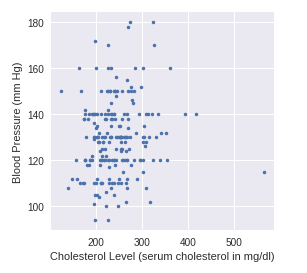 180
160
140
120
100
Blood Pressure (mm Hg)
200 300 400 500
Cholesterol Level (serum cholesterol in mg/dl)